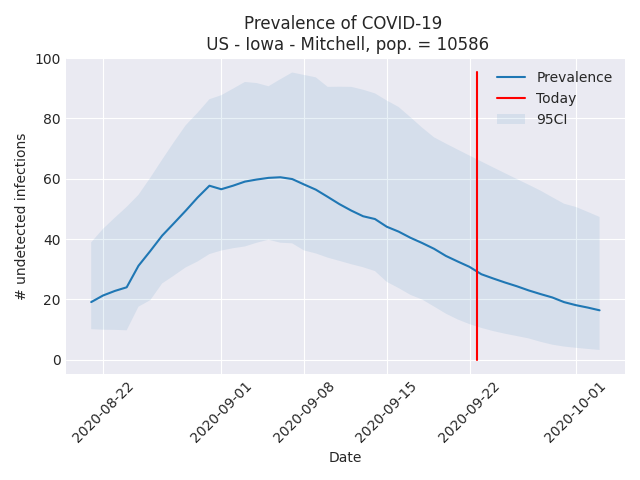 Prevalence of COVID-19
US - Iowa - Mitchell, pop. = 10586
Prevalence
Today
95CI
# undetected infections
100
80
60
40
20
0
2020-08-22
2020-09-01
2020-09-08
2020-09-15
2020-09-22
2020-10-01
Date